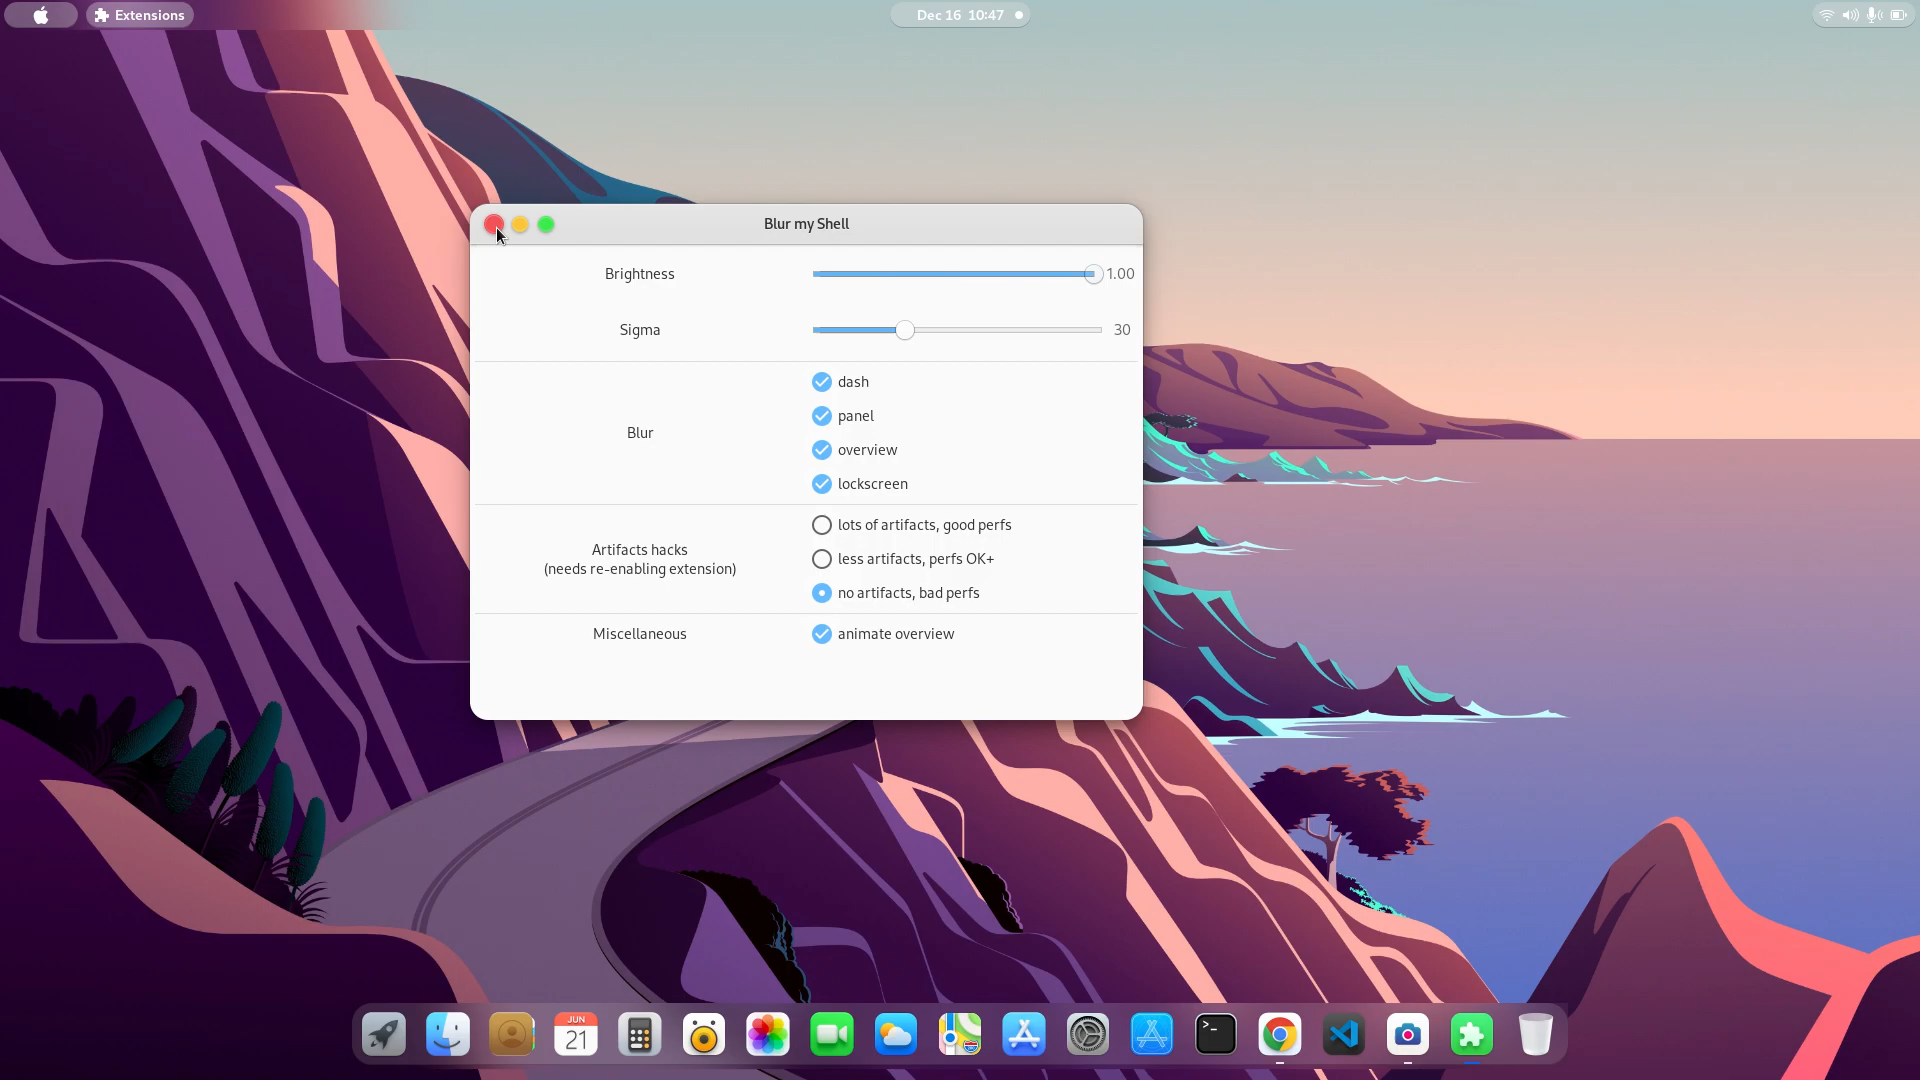 Extensions
Dec 16 10:47
Blur my Shell
Brightness
1.00
Sigma
30
Blur
dash
panel
overview
lockscreen
Artifacts hacks
(needs re-enabling extension)
lots of artifacts, good perfs
less artifacts, perfs OK+
no artifacts, bad perfs
Miscellaneous
animate overview
JUN
21
>_